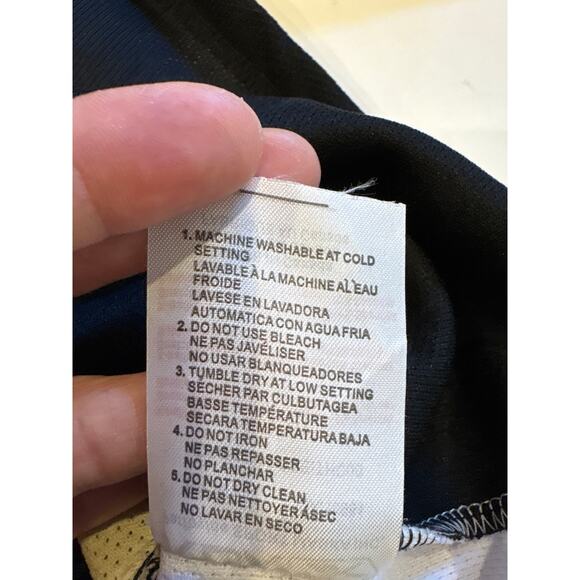 1. MACHINE WASHABLE AT COLD
SETTING
LAVABLE À LA MACHINE AL'EAU
FROIDE
LAVESE EN LAVADORA
AUTOMATICA CON AGUA FRIA
2. DO NOT USE BLEACH
NE PAS JAVÉLISER
NO USAR BLANQUEADORES
3. TUMBLE DRY AT LOW SETTING
SÉCHER PAR CULBUTAGEA
BASSE TEMPÉRATURE
SECARA TEMPERATURA BAJA
4. DO NOT IRON
NE PAS REPASSER
NO PLANCHAR
5. DO NOT DRY CLEAN
NE PAS NETTOYER ÁSEC
NO LAVAR EN SECO